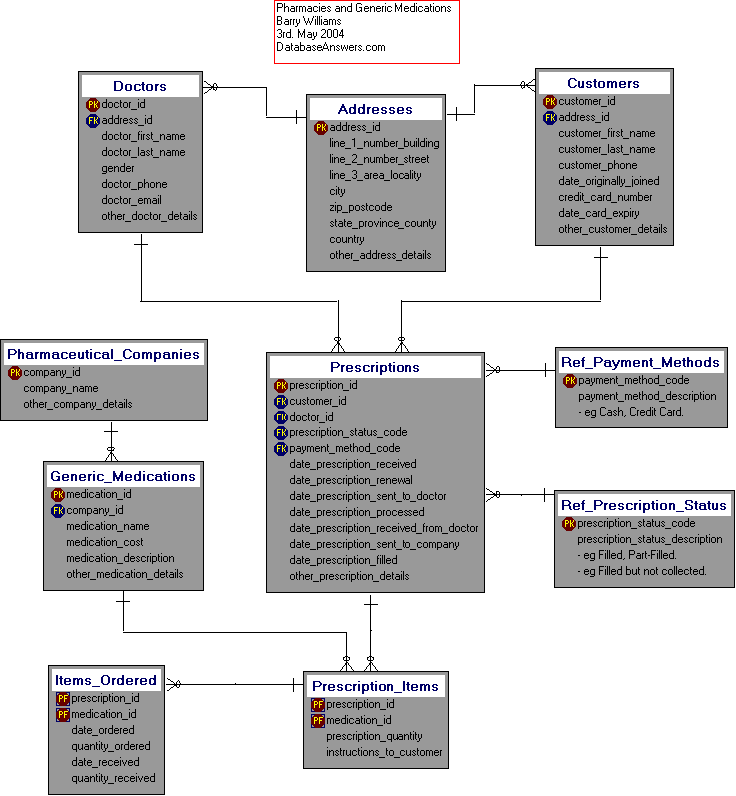 Pharmacies and Generic Medications
Barry Williams
3rd. May 2004
DatabaseAnswers.com
Doctors
PK doctor_id
FK address_id
doctor_first_name
doctor_last_name
gender
doctor_phone
doctor_email
other_doctor_details
Addresses
PK address_id
line_1_number_building
line_2_number_street
line_3_area_locality
city
zip_postcode
state_province_county
country
other_address_details
Customers
PK customer_id
FK address_id
customer_first_name
customer_last_name
customer_phone
date_originally_joined
credit_card_number
date_card_expiry
other_customer_details
Pharmaceutical_Companies
PK company_id
company_name
other_company_details
Prescriptions
PK prescription_id
FK customer_id
FK doctor_id
FK prescription_status_code
FK payment_method_code
date_prescription_received
date_prescription_renewal
date_prescription_sent_to_doctor
date_prescription_processed
date_prescription_received_from_doctor
date_prescription_sent_to_company
date_prescription_filled
other_prescription_details
Ref_Payment_Methods
PK payment_method_code
payment_method_description
- eg Cash, Credit Card.
Generic_Medications
PK medication_id
FK company_id
medication_name
medication_cost
medication_description
other_medication_details
Ref_Prescription_Status
PK prescription_status_code
prescription_status_description
- eg Filled, Part-Filled.
- eg Filled but not collected.
Items_Ordered
PF prescription_id
PF medication_id
date_ordered
quantity_ordered
date_received
quantity_received
Prescription_Items
PF prescription_id
PF medication_id
prescription_quantity
instructions_to_customer